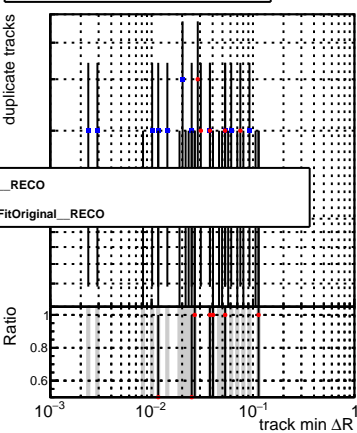 duplicate tracks
__RECO
FitOriginal__RECO
Ratio
1
0.8
0.6
10⁻³ 10⁻² 10⁻¹ 1
track min ΔR